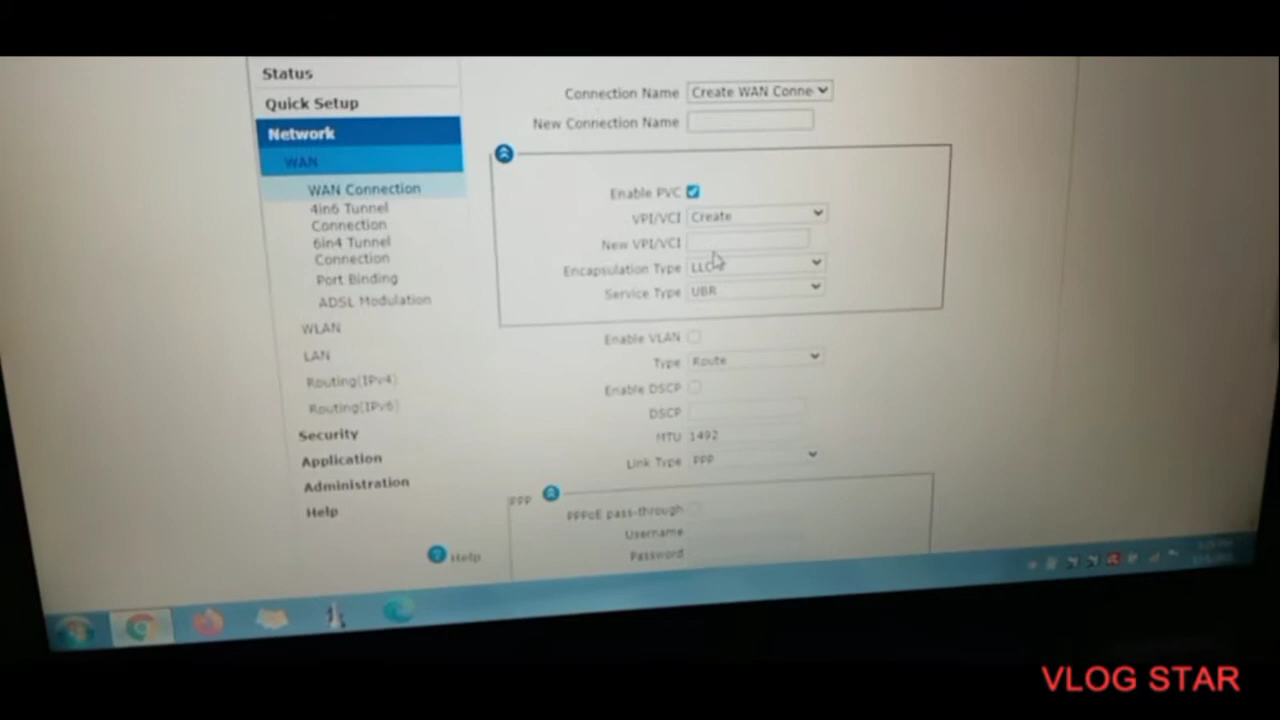 Status
Quick Setup
Network
WAN
WAN Connection
4in6 Tunnel
Connection
6in4 Tunnel
Connection
Port Binding
ADSL Modulation
WLAN
LAN
Routing(IPv4)
Routing(IPv6)
Security
Application
Administration
Help
Connection Name Create WAN Conne
New Connection Name
Enable PVC
VPI/VCI Create
New VPI/VCI
Encapsulation Type LLC
Service Type UBR
Enable VLAN
Type Route
Enable DSCP
DSCP
MTU 1492
Link Type PPP
PPP
PPPoE pass-through
Username
Password
Help
VLOG STAR